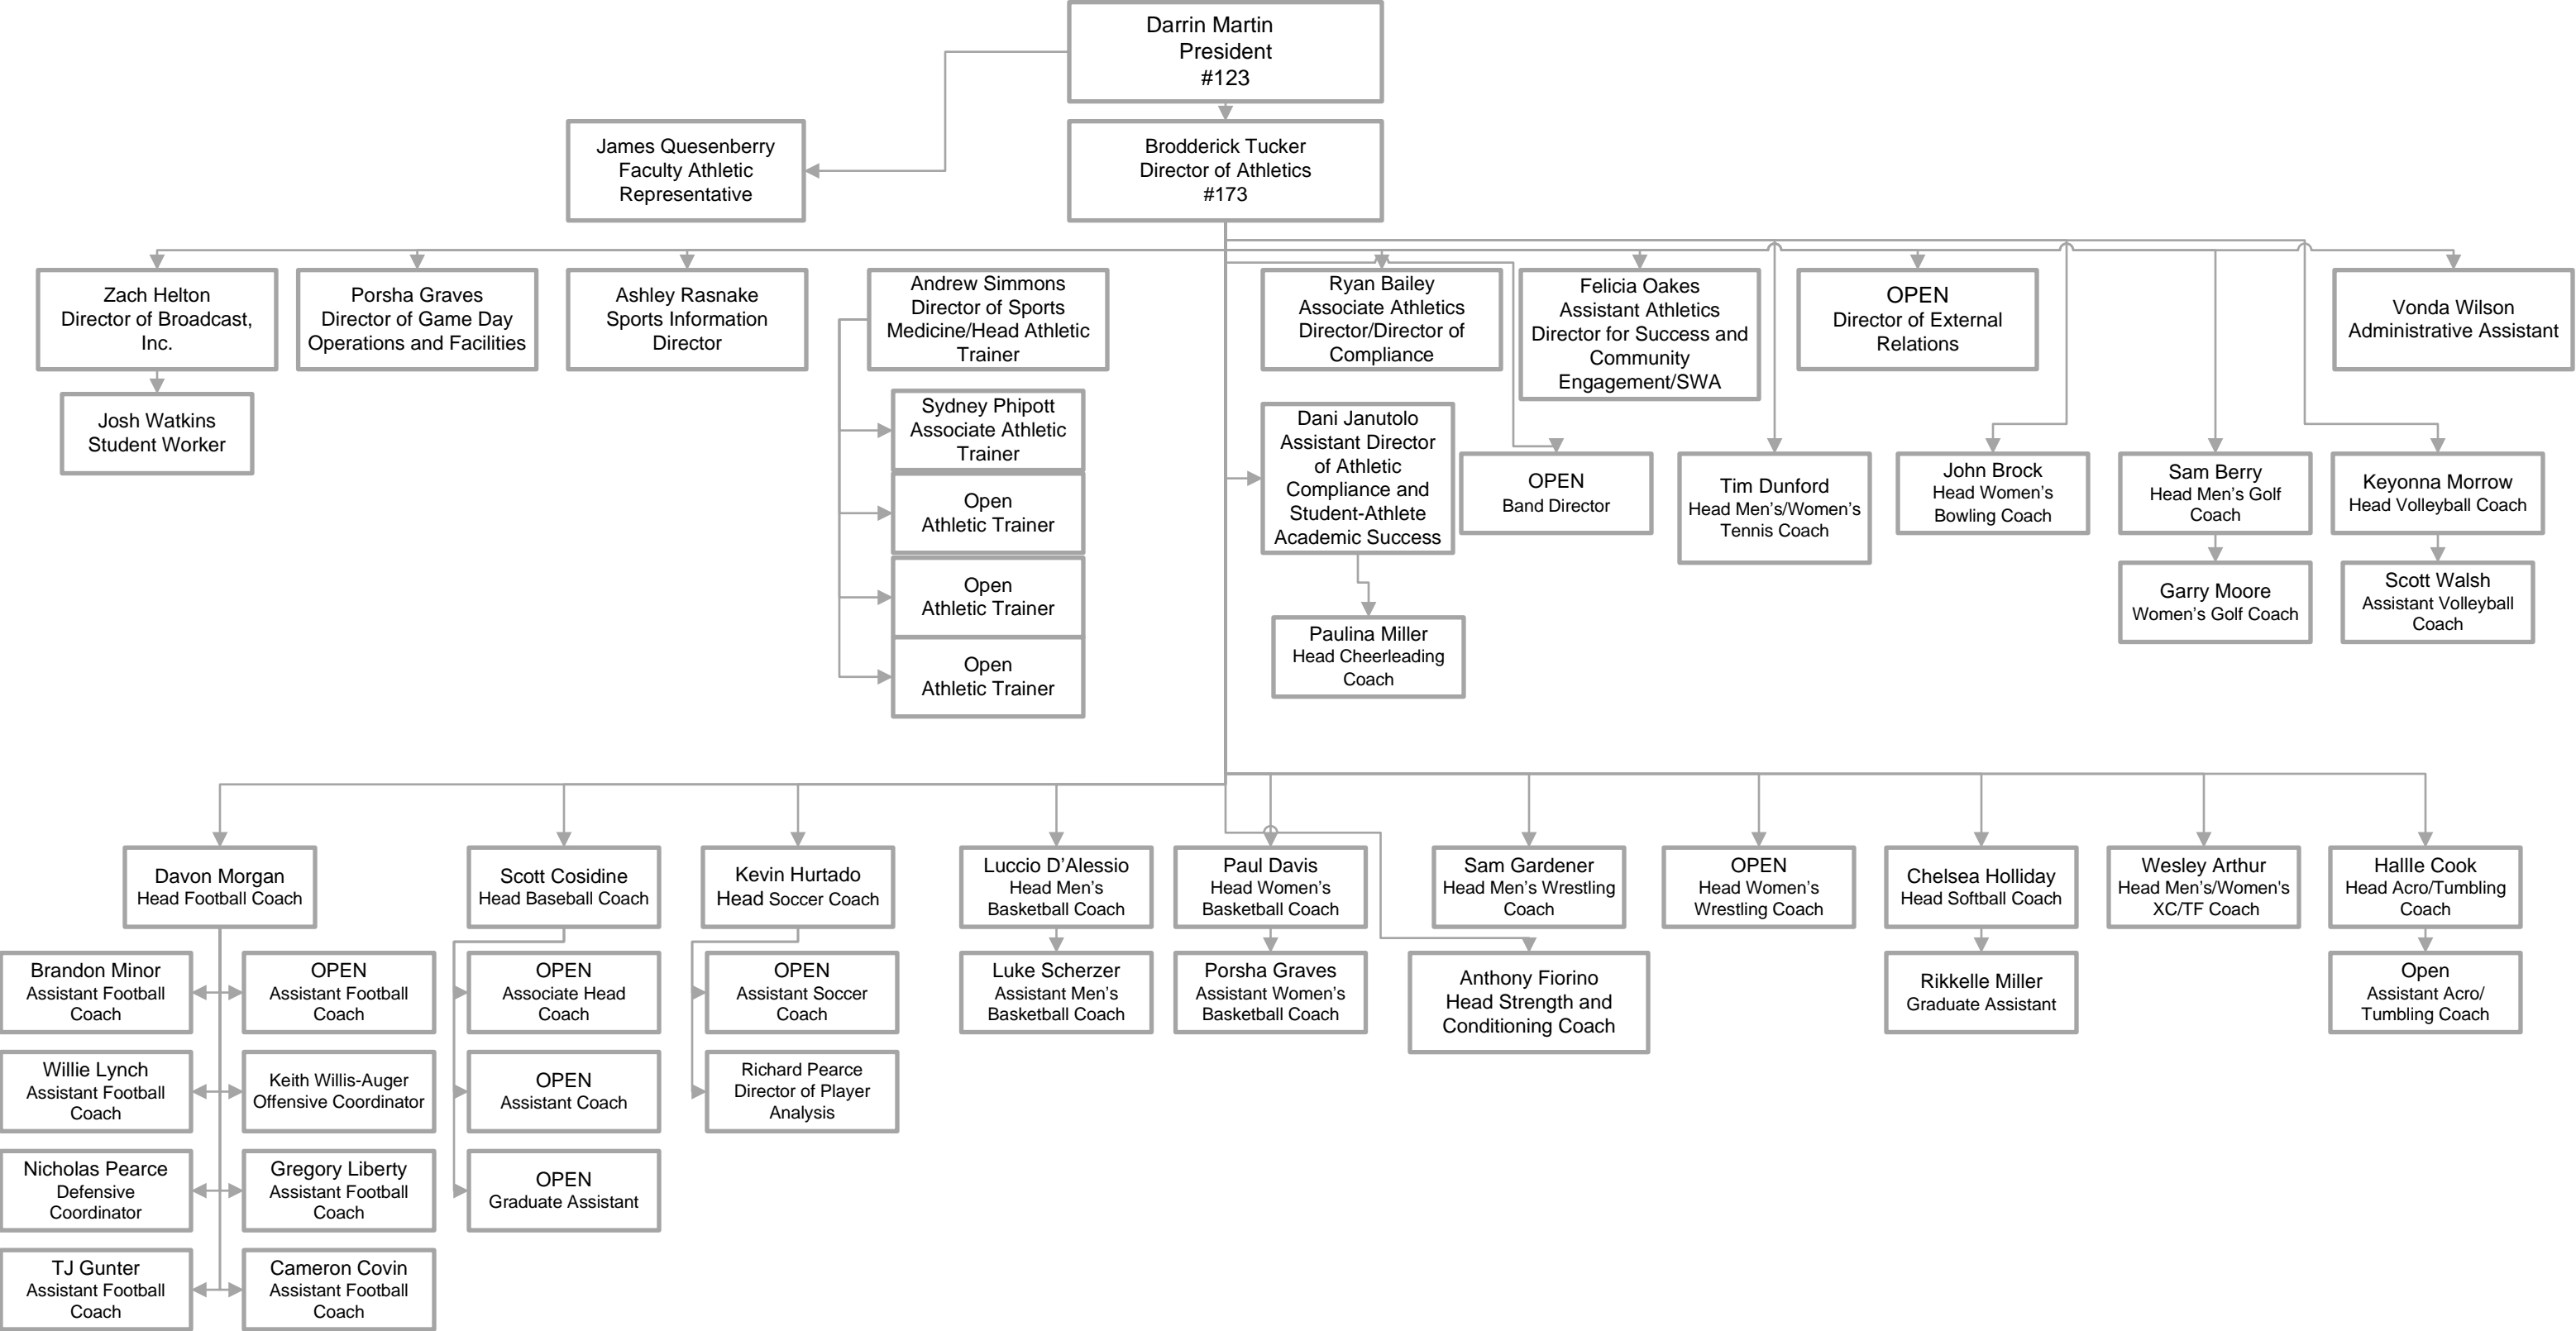 Darrin Martin
President
#123
James Quesenberry
Faculty Athletic
Representative
Brodderick Tucker
Director of Athletics
#173
Zach Helton
Director of Broadcast,
Inc.
Porsha Graves
Director of Game Day
Operations and Facilities
Ashley Rasnake
Sports Information
Director
Andrew Simmons
Director of Sports
Medicine/Head Athletic
Trainer
Ryan Bailey
Associate Athletics
Director/Director of
Compliance
Felicia Oakes
Assistant Athletics
Director for Success and
Community
Engagement/SWA
OPEN
Director of External
Relations
Vonda Wilson
Administrative Assistant
Josh Watkins
Student Worker
Sydney Phipott
Associate Athletic
Trainer
Open
Athletic Trainer
Open
Athletic Trainer
Open
Athletic Trainer
Dani Janutolo
Assistant Director
of Athletic
Compliance and
Student-Athlete
Academic Success
OPEN
Band Director
Tim Dunford
Head Men's/Women's
Tennis Coach
John Brock
Head Women's
Bowling Coach
Sam Berry
Head Men's Golf
Coach
Keyonna Morrow
Head Volleyball Coach
Garry Moore
Women's Golf Coach
Scott Walsh
Assistant Volleyball
Coach
Paulina Miller
Head Cheerleading
Coach
Davon Morgan
Head Football Coach
Scott Cosidine
Head Baseball Coach
Kevin Hurtado
Head Soccer Coach
Luccio D'Alessio
Head Men's
Basketball Coach
Paul Davis
Head Women's
Basketball Coach
Sam Gardener
Head Men's Wrestling
Coach
OPEN
Head Women's
Wrestling Coach
Chelsea Holliday
Head Softball Coach
Wesley Arthur
Head Men's/Women's
XC/TF Coach
Hallle Cook
Head Acro/Tumbling
Coach
Brandon Minor
Assistant Football
Coach
OPEN
Assistant Football
Coach
OPEN
Associate Head
Coach
OPEN
Assistant Soccer
Coach
Luke Scherzer
Assistant Men's
Basketball Coach
Porsha Graves
Assistant Women's
Basketball Coach
Anthony Fiorino
Head Strength and
Conditioning Coach
Rikkelle Miller
Graduate Assistant
Open
Assistant Acro/
Tumbling Coach
Willie Lynch
Assistant Football
Coach
Keith Willis-Auger
Offensive Coordinator
OPEN
Assistant Coach
Richard Pearce
Director of Player
Analysis
Nicholas Pearce
Defensive
Coordinator
Gregory Liberty
Assistant Football
Coach
OPEN
Graduate Assistant
TJ Gunter
Assistant Football
Coach
Cameron Covin
Assistant Football
Coach